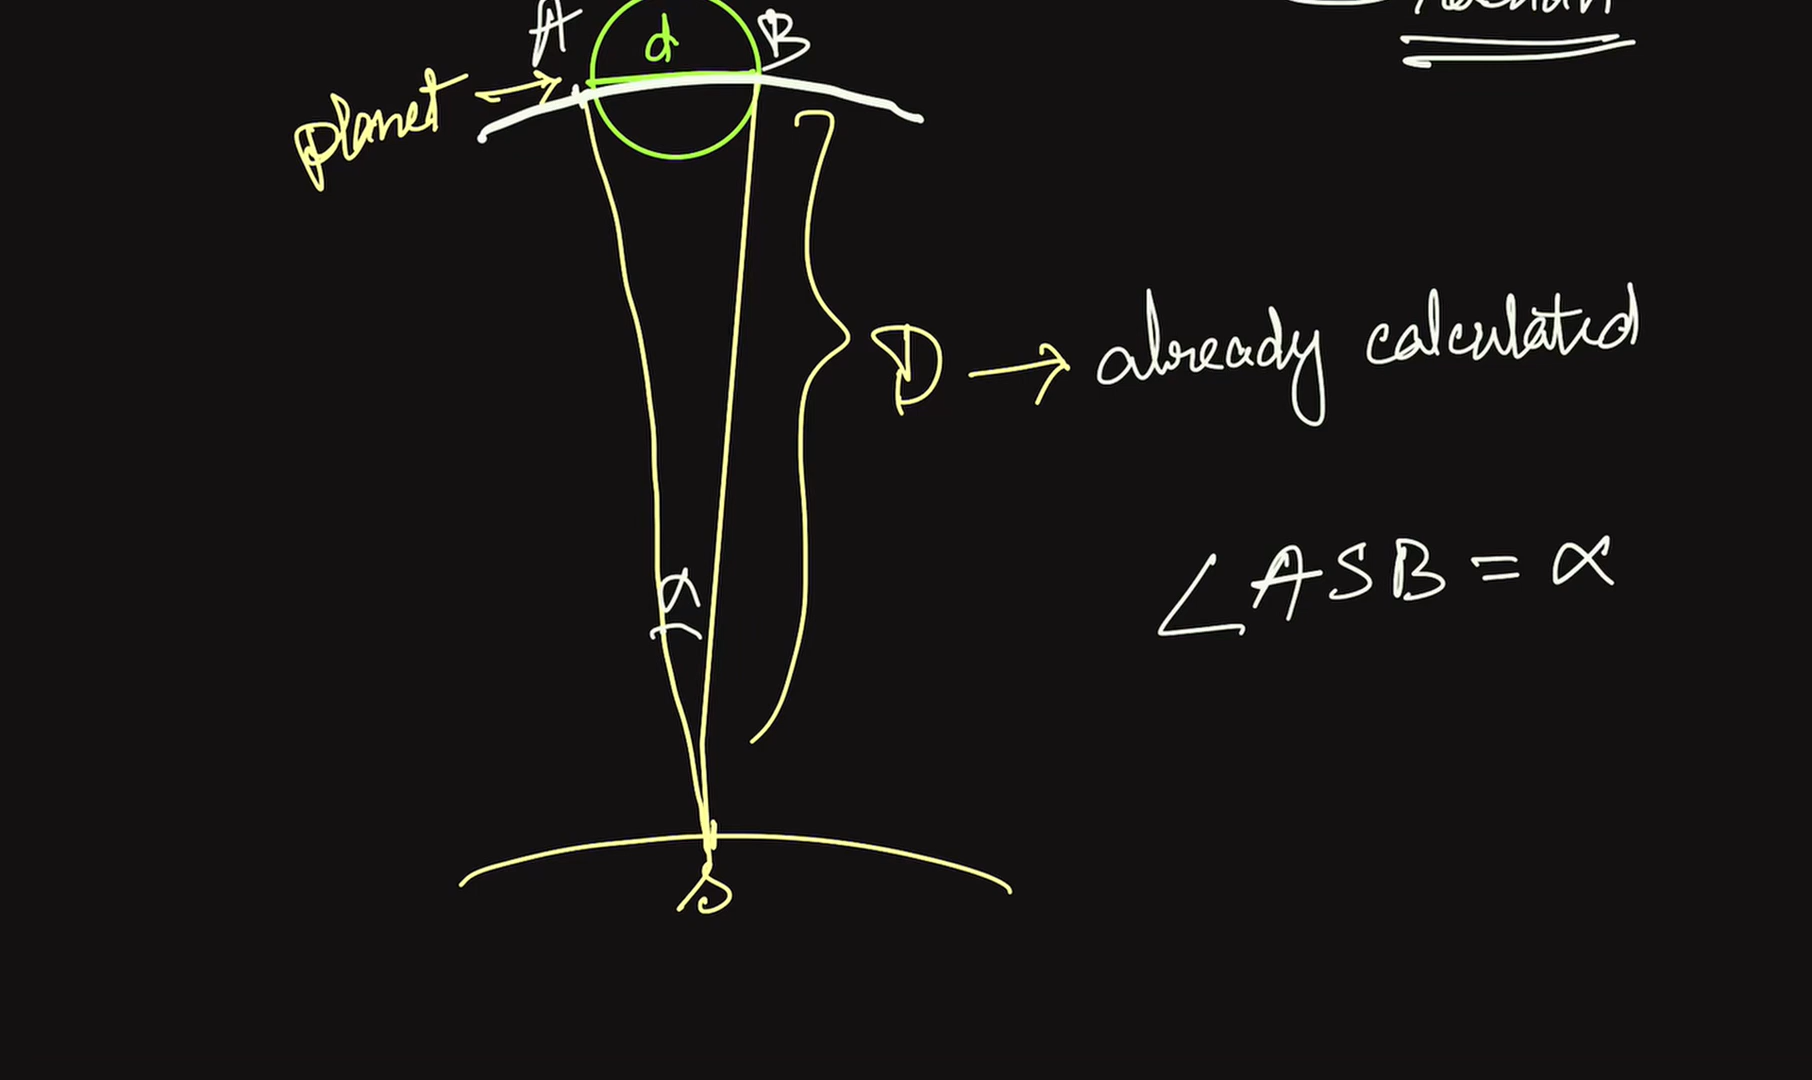 A
d
B
planet →
D → already calculated
∠ASB = α
α
S